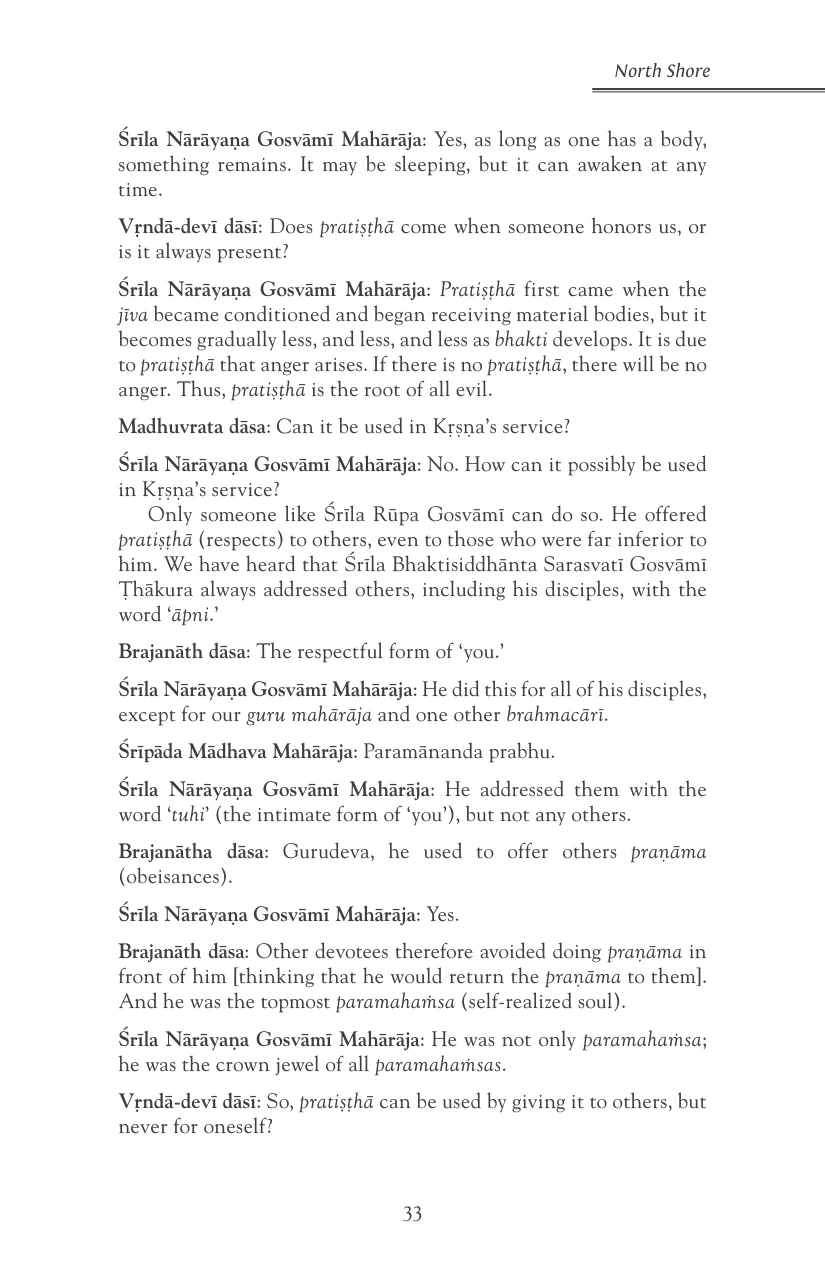 North Shore
Śrīla Nārāyaṇa Gosvāmī Mahārāja: Yes, as long as one has a body,
something remains. It may be sleeping, but it can awaken at any
time.
Vṛndā-devī dāsī: Does pratiṣṭhā come when someone honors us, or
is it always present?
Śrīla Nārāyaṇa Gosvāmī Mahārāja: Pratiṣṭhā first came when the
jīva became conditioned and began receiving material bodies, but it
becomes gradually less, and less, and less as bhakti develops. It is due
to pratiṣṭhā that anger arises. If there is no pratiṣṭhā, there will be no
anger. Thus, pratiṣṭhā is the root of all evil.
Madhuvrata dāsa: Can it be used in Kṛṣṇa’s service?
Śrīla Nārāyaṇa Gosvāmī Mahārāja: No. How can it possibly be used
in Kṛṣṇa’s service?
Only someone like Śrīla Rūpa Gosvāmī can do so. He offered
pratiṣṭhā (respects) to others, even to those who were far inferior to
him. We have heard that Śrīla Bhaktisiddhānta Sarasvatī Gosvāmī
Ṭhākura always addressed others, including his disciples, with the
word ‘āpni.’
Brajanāth dāsa: The respectful form of ‘you.’
Śrīla Nārāyaṇa Gosvāmī Mahārāja: He did this for all of his disciples,
except for our guru mahārāja and one other brahmacārī.
Śrīpāda Mādhava Mahārāja: Paramānanda prabhu.
Śrīla Nārāyaṇa Gosvāmī Mahārāja: He addressed them with the
word ‘tuhi’ (the intimate form of ‘you’), but not any others.
Brajanātha dāsa: Gurudeva, he used to offer others praṇāma
(obeisances).
Śrīla Nārāyaṇa Gosvāmī Mahārāja: Yes.
Brajanāth dāsa: Other devotees therefore avoided doing praṇāma in
front of him [thinking that he would return the praṇāma to them].
And he was the topmost paramahaṁsa (self-realized soul).
Śrīla Nārāyaṇa Gosvāmī Mahārāja: He was not only paramahaṁsa;
he was the crown jewel of all paramahaṁsas.
Vṛndā-devī dāsī: So, pratiṣṭhā can be used by giving it to others, but
never for oneself?
33